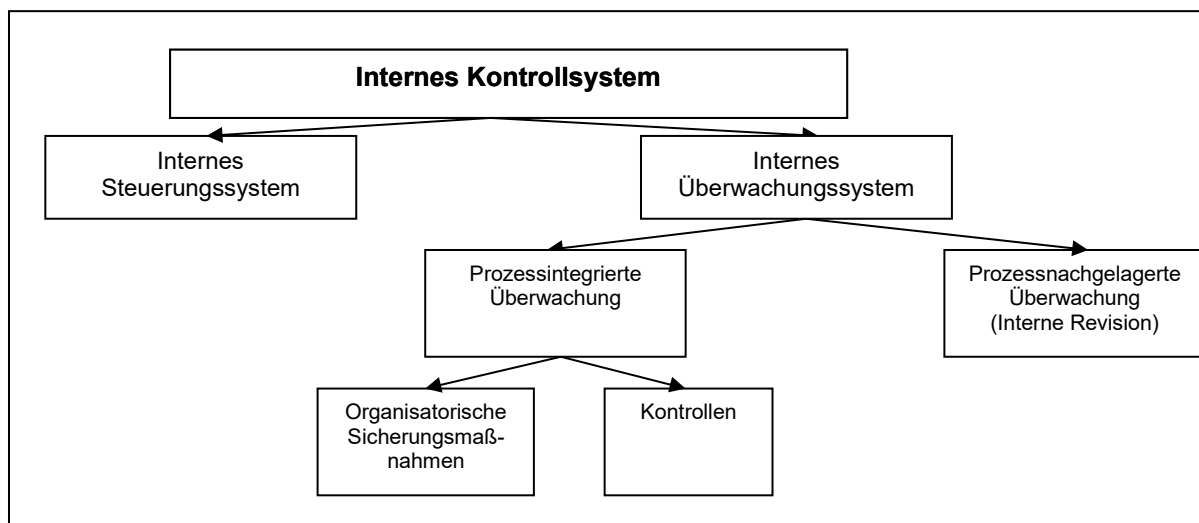 Internes Kontrollsystem
Internes
Steuerungssystem
Internes
Überwachungssystem
Prozessintegrierte
Überwachung
Prozessnachgelagerte
Überwachung
(Interne Revision)
Organisatorische
Sicherungsmaß-
nahmen
Kontrollen